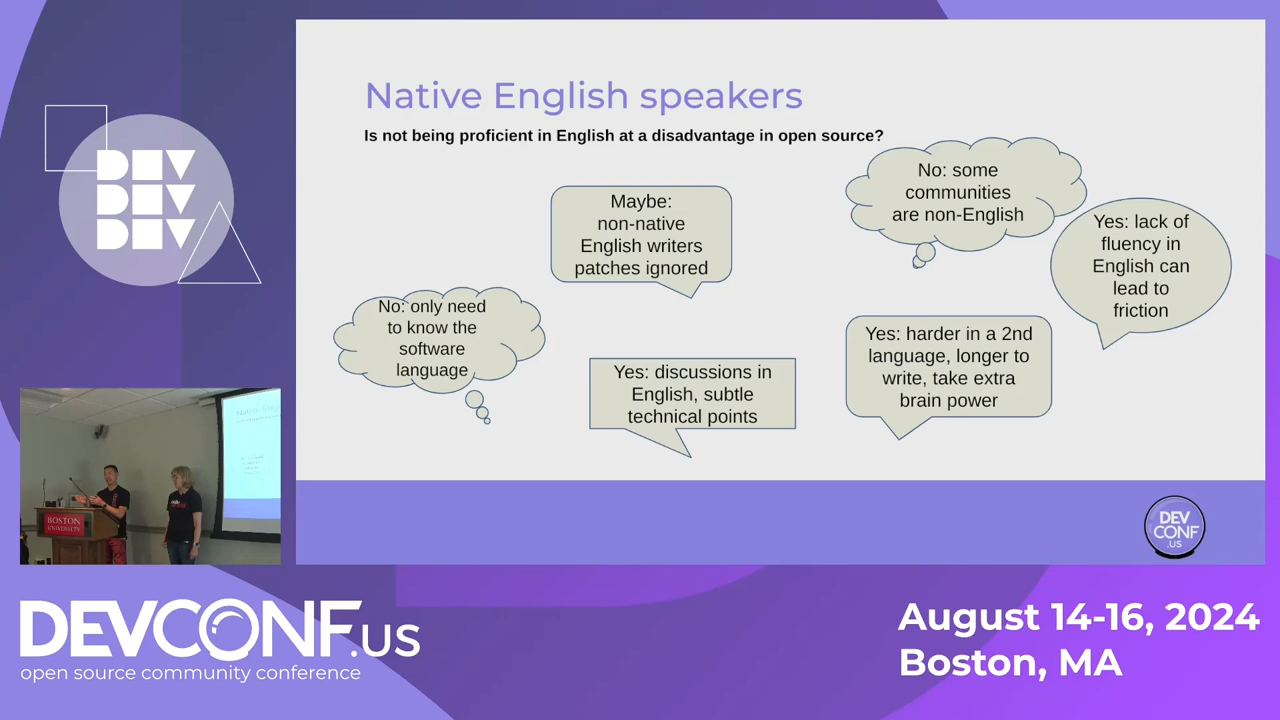 DEV
DEV
DEV
Native English speakers
Is not being proficient in English at a disadvantage in open source?
No: some
communities
are non-English
Maybe:
non-native
English writers
patches ignored
Yes: lack of
fluency in
English can
lead to
friction
No: only need
to know the
software
language
Yes: discussions in
English, subtle
technical points
Yes: harder in a 2nd
language, longer to
write, take extra
brain power
BOSTON
UNIVERSITY
DEV
CONF
.US
DEVCONF.US
open source community conference
August 14-16, 2024
Boston, MA